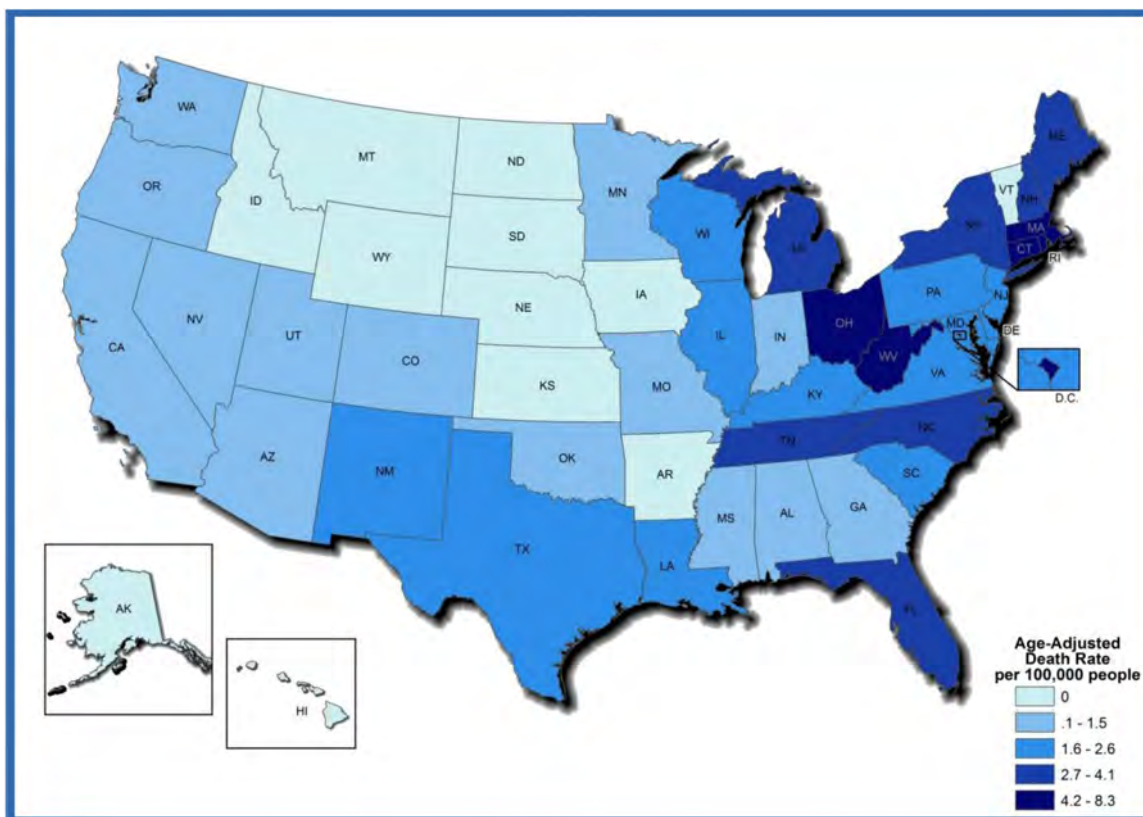 WA
MT
ND
MN
ME
VT
NH
OR
ID
SD
WI
MI
NY
MA
CT
RI
WY
IA
PA
NJ
NE
NV
UT
CO
IL
IN
OH
MD
DE
WV
VA
CA
KS
MO
KY
D.C.
TN
NC
AZ
NM
OK
AR
SC
MS
AL
GA
TX
LA
FL
AK
HI
Age-Adjusted
Death Rate
per 100,000 people
0
.1 - 1.5
1.6 - 2.6
2.7 - 4.1
4.2 - 8.3